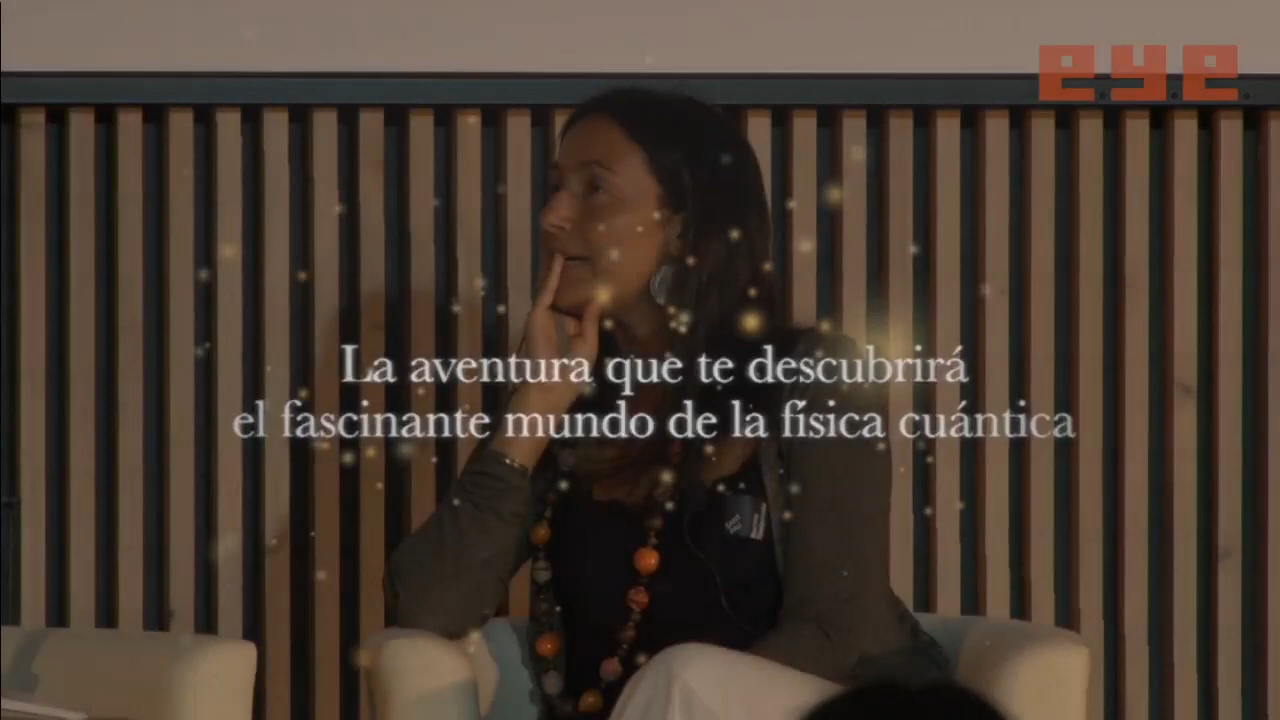 eye
La aventura que te descubrirá
el fascinante mundo de la física cuántica